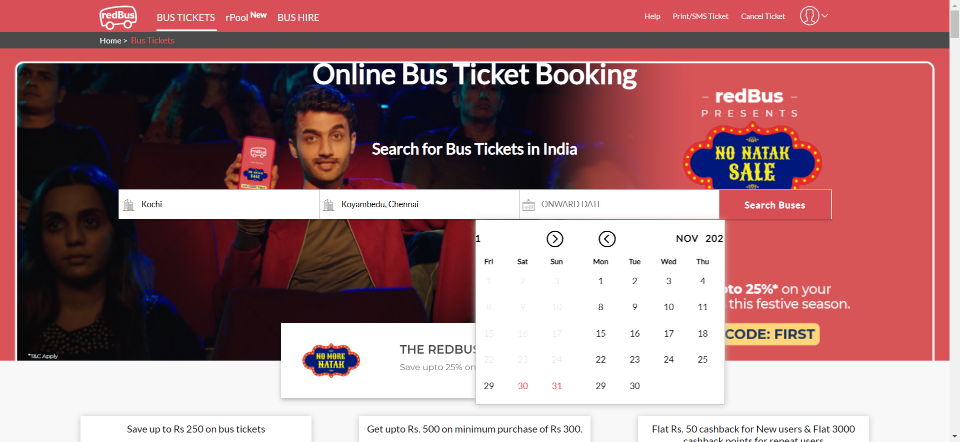 redBus BUS TICKETS rPool New BUS HIRE Help Print/SMS Ticket Cancel Ticket
Home > Bus Tickets
Online Bus Ticket Booking
redBus
PRESENTS
NO NATAK
SALE
Search for Bus Tickets in India
redBus
NO NATAK
SALE
Kochi Koyambedu, Chennai ONWARD DATE Search Buses
1 NOV 202
Fri Sat Sun Mon Tue Wed Thu
1 2 3 1 2 3 4
8 9 10 8 9 10 11
15 16 17 15 16 17 18
22 23 24 22 23 24 25
29 30 31 29 30
pto 25%* on your
this festive season.
CODE: FIRST
*T&C Apply
NO MORE
NATAK
THE REDBUS
Save upto 25% on
Save up to Rs 250 on bus tickets
Get upto Rs. 500 on minimum purchase of Rs 300.
Flat Rs. 50 cashback for New users & Flat 3000
cashback points for repeat users